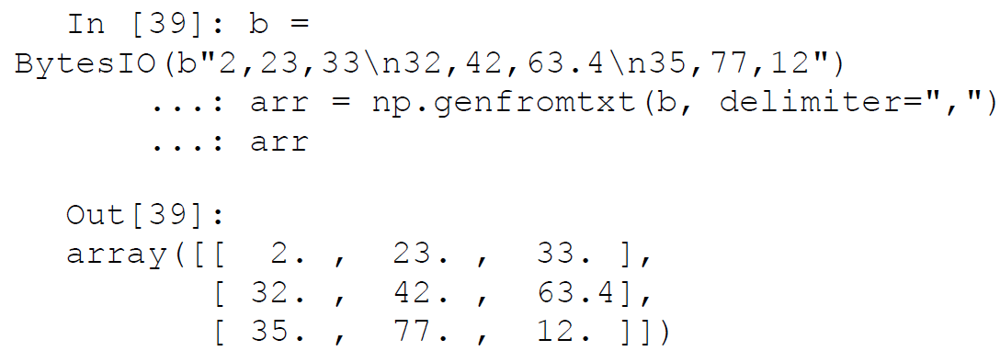 In [39]: b =
BytesIO(b"2,23,33\n32,42,63.4\n35,77,12")
...: arr = np.genfromtxt(b, delimiter=",")
...: arr
Out[39]:
array([[ 2. , 23. , 33. ],
[ 32. , 42. , 63.4],
[ 35. , 77. , 12. ]])